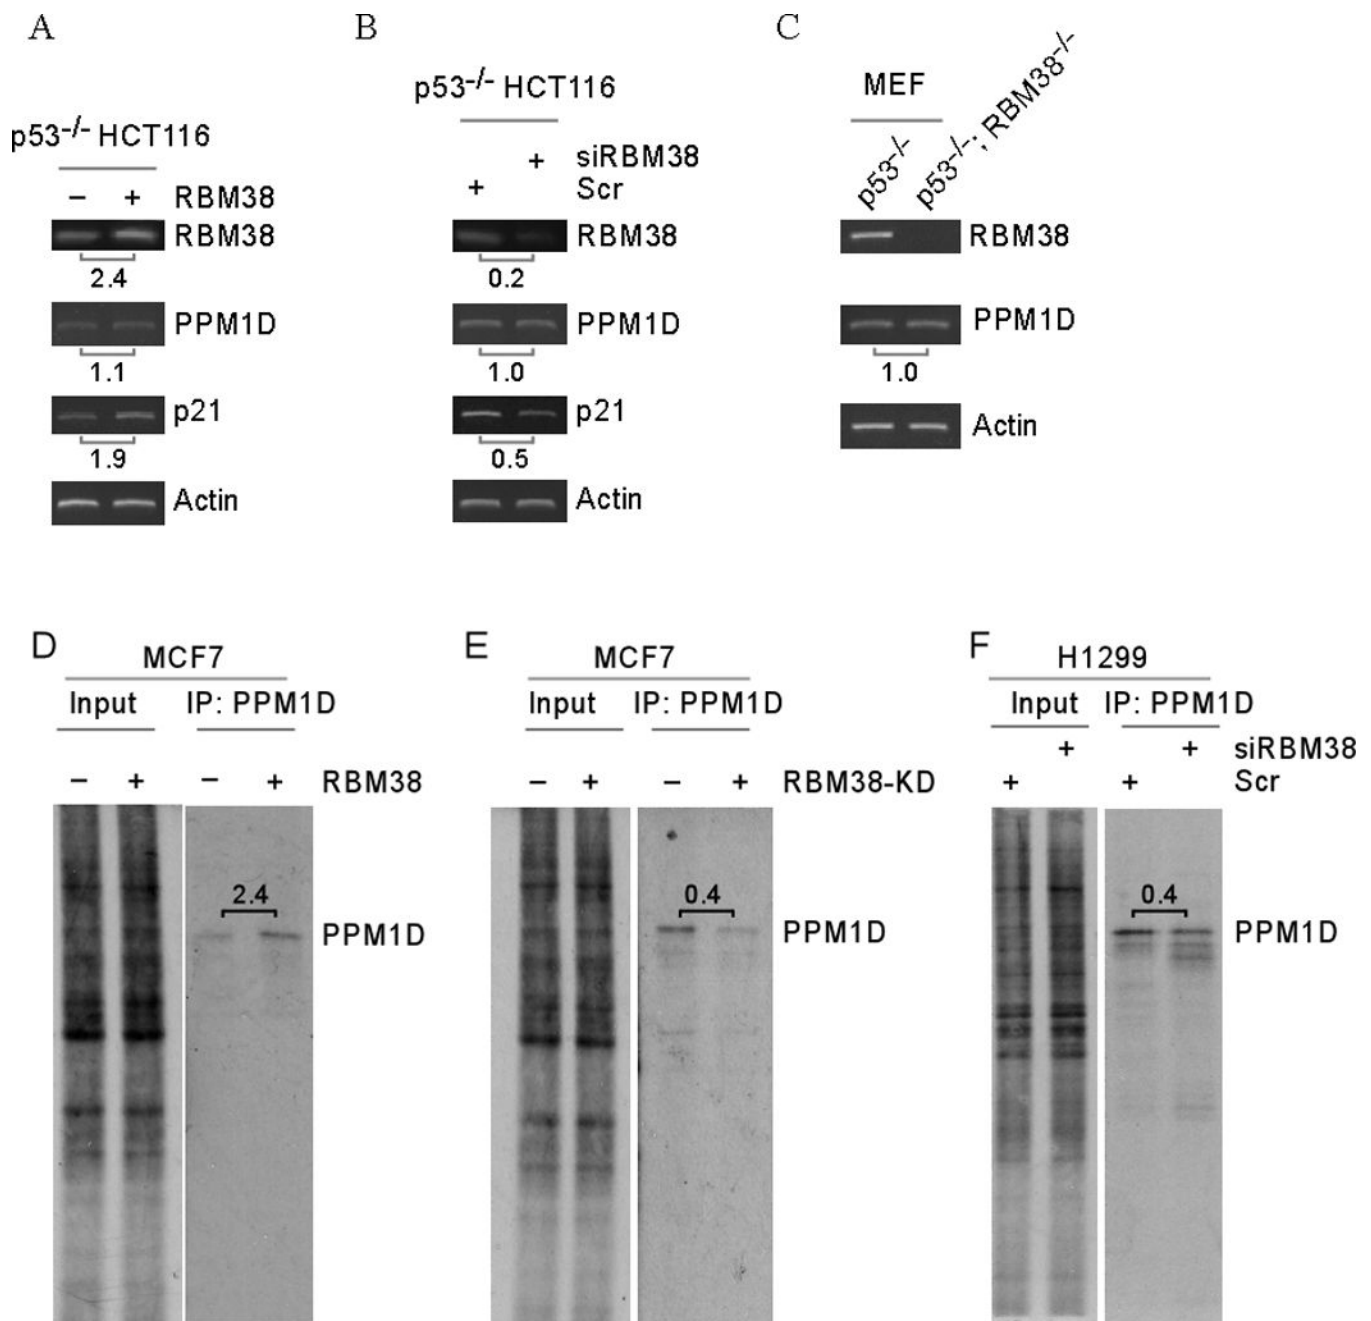 A
p53-/- HCT116
– + RBM38
RBM38
2.4
PPM1D
1.1
p21
1.9
Actin
B
p53-/- HCT116
+ siRBM38
+ Scr
RBM38
0.2
PPM1D
1.0
p21
0.5
Actin
C
MEF
p53-/-
p53-/-; RBM38-/-
RBM38
PPM1D
1.0
Actin
D
MCF7
Input IP: PPM1D
– + – + RBM38
2.4
PPM1D
E
MCF7
Input IP: PPM1D
– + – + RBM38-KD
0.4
PPM1D
F
H1299
Input IP: PPM1D
+ + siRBM38
+ + Scr
0.4
PPM1D